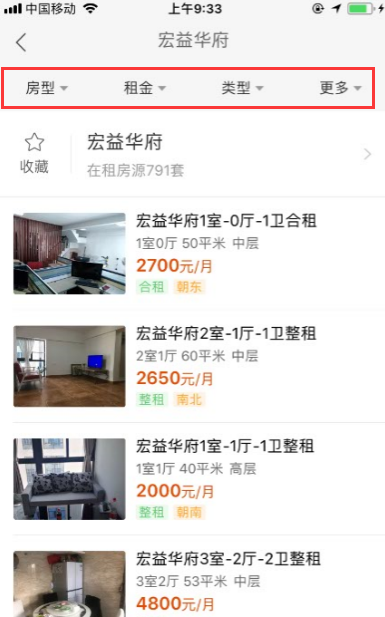 中国移动 上午9:33
宏益华府
房型 租金 类型 更多
宏益华府
收藏 在租房源791套
宏益华府1室-0厅-1卫合租
1室0厅 50平米 中层
2700元/月
合租 朝东
宏益华府2室-1厅-1卫整租
2室1厅 60平米 中层
2650元/月
整租 南北
宏益华府1室-1厅-1卫整租
1室1厅 40平米 高层
2000元/月
整租 朝南
宏益华府3室-2厅-2卫整租
3室2厅 53平米 中层
4800元/月